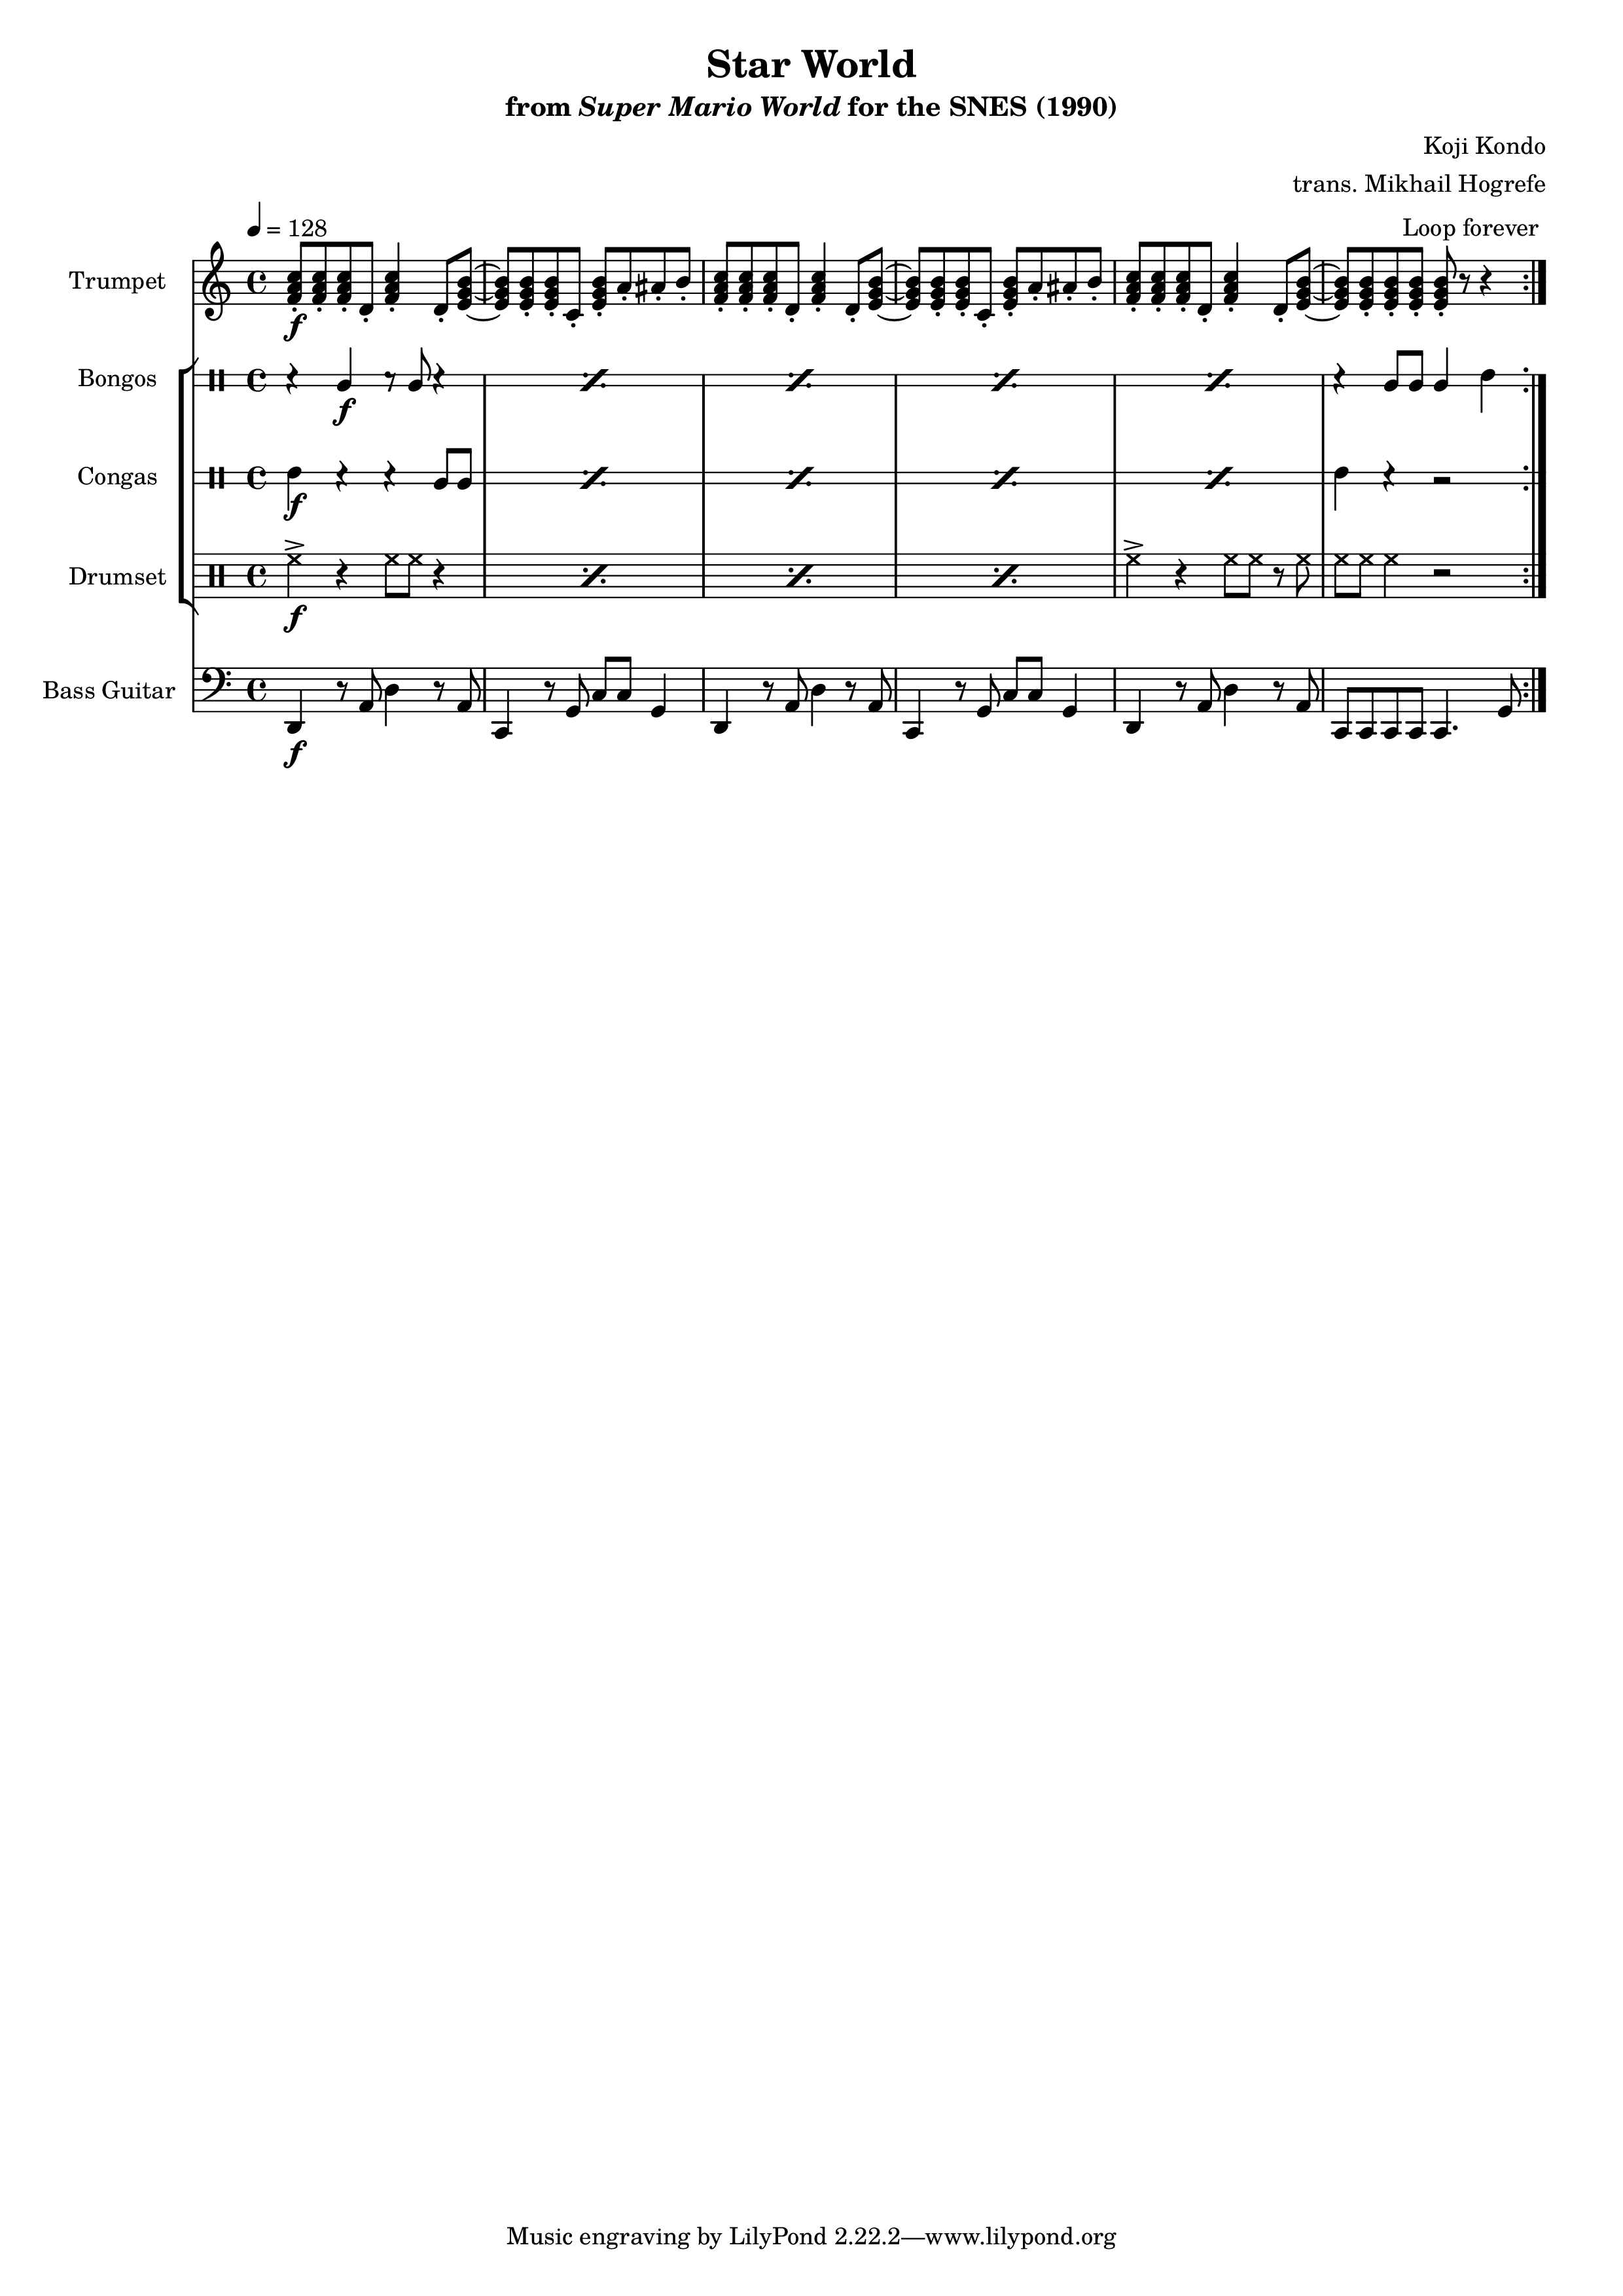 Star World
from Super Mario World for the SNES (1990)
Koji Kondo
trans. Mikhail Hogrefe
= 128
Loop forever
Trumpet
f
Bongos
f
Congas
f
Drumset
f
Bass Guitar
f
Music engraving by LilyPond 2.22.2—www.lilypond.org